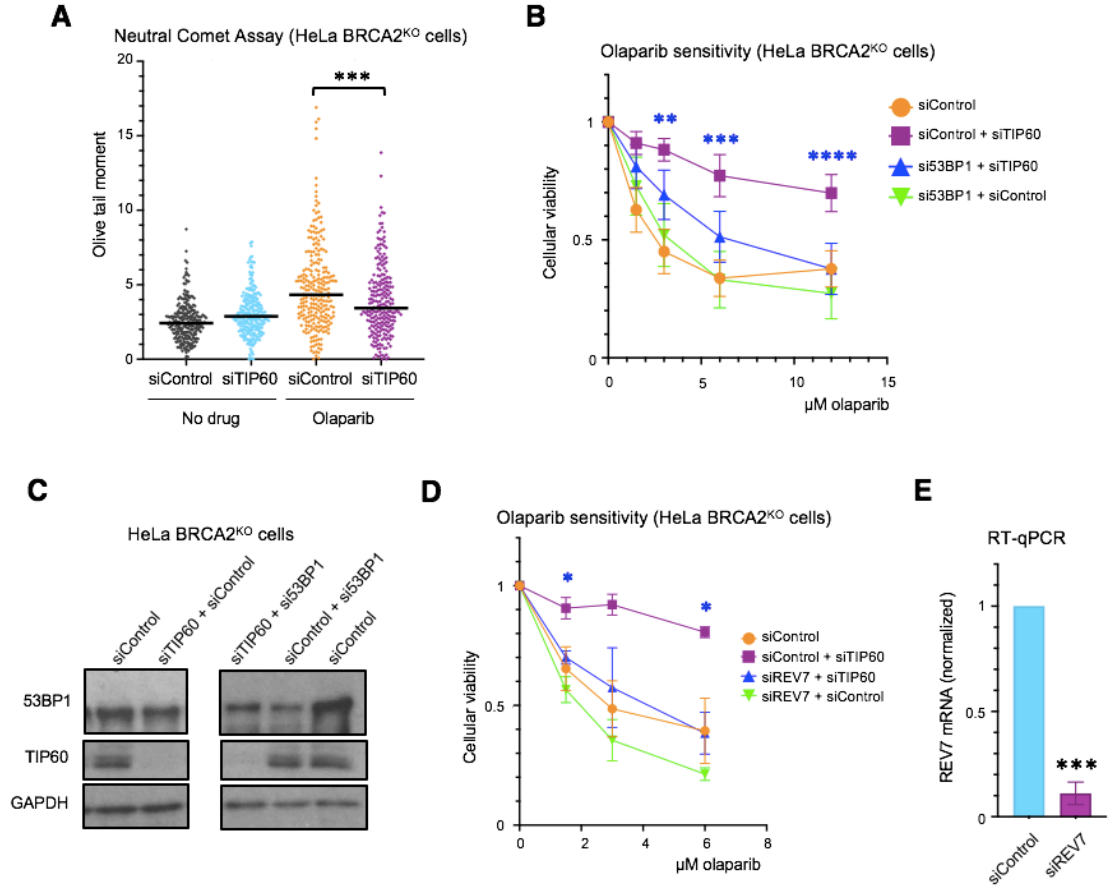 A
Neutral Comet Assay (HeLa BRCA2KO cells)
Olive tail moment
20
15
10
5
0
***
siControl siTIP60 siControl siTIP60
No drug Olaparib
B
Olaparib sensitivity (HeLa BRCA2KO cells)
Cellular viability
1
0.5
0
** *** ****
0 5 10 15
µM olaparib
siControl
siControl + siTIP60
si53BP1 + siTIP60
si53BP1 + siControl
C
HeLa BRCA2KO cells
siControl
siTIP60 + siControl
siTIP60 + si53BP1
siControl + si53BP1
siControl
53BP1
TIP60
GAPDH
D
Olaparib sensitivity (HeLa BRCA2KO cells)
Cellular viability
1
0.5
0
* *
0 2 4 6 8
µM olaparib
siControl
siControl + siTIP60
siREV7 + siTIP60
siREV7 + siControl
E
RT-qPCR
REV7 mRNA (normalized)
1
0
***
siControl
siREV7